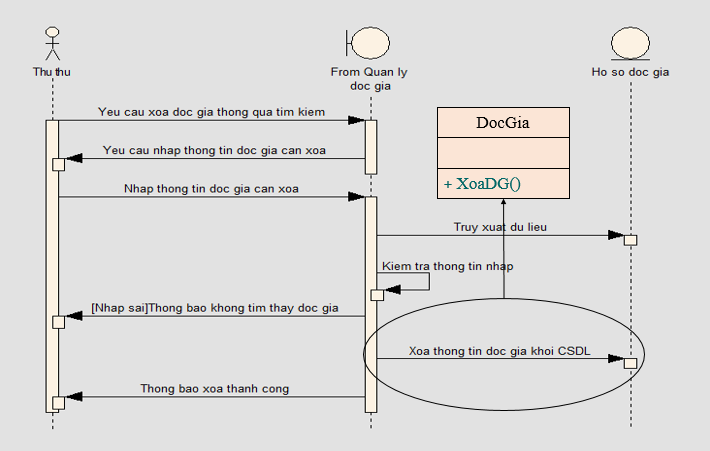 Thu thu
From Quan ly
doc gia
Ho so doc gia
Yeu cau xoa doc gia thong qua tim kiem
DocGia
Yeu cau nhap thong tin doc gia can xoa
+ XoaDG()
Nhap thong tin doc gia can xoa
Truy xuat du lieu
Kiem tra thong tin nhap
[Nhap sai]Thong bao khong tim thay doc gia
Xoa thong tin doc gia khoi CSDL
Thong bao xoa thanh cong